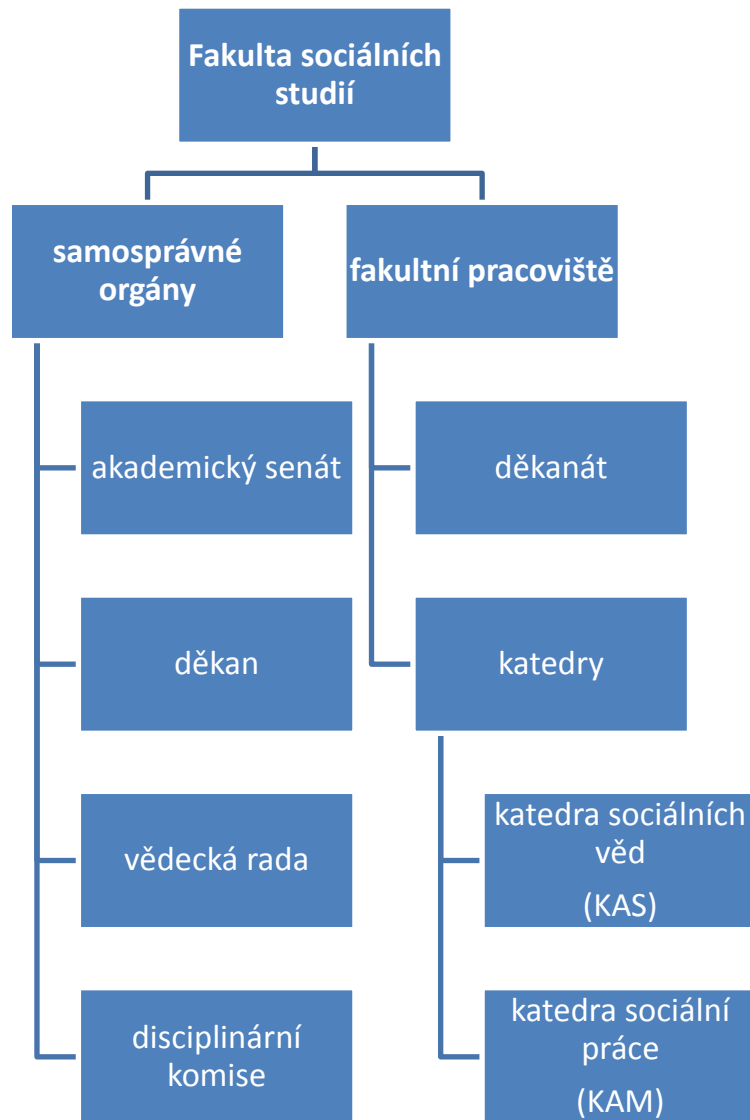 Fakulta sociálních
studií
samosprávné
orgány
fakultní pracoviště
akademický senát
děkanát
děkan
katedry
vědecká rada
katedra sociálních
věd
(KAS)
disciplinární
komise
katedra sociální
práce
(KAM)